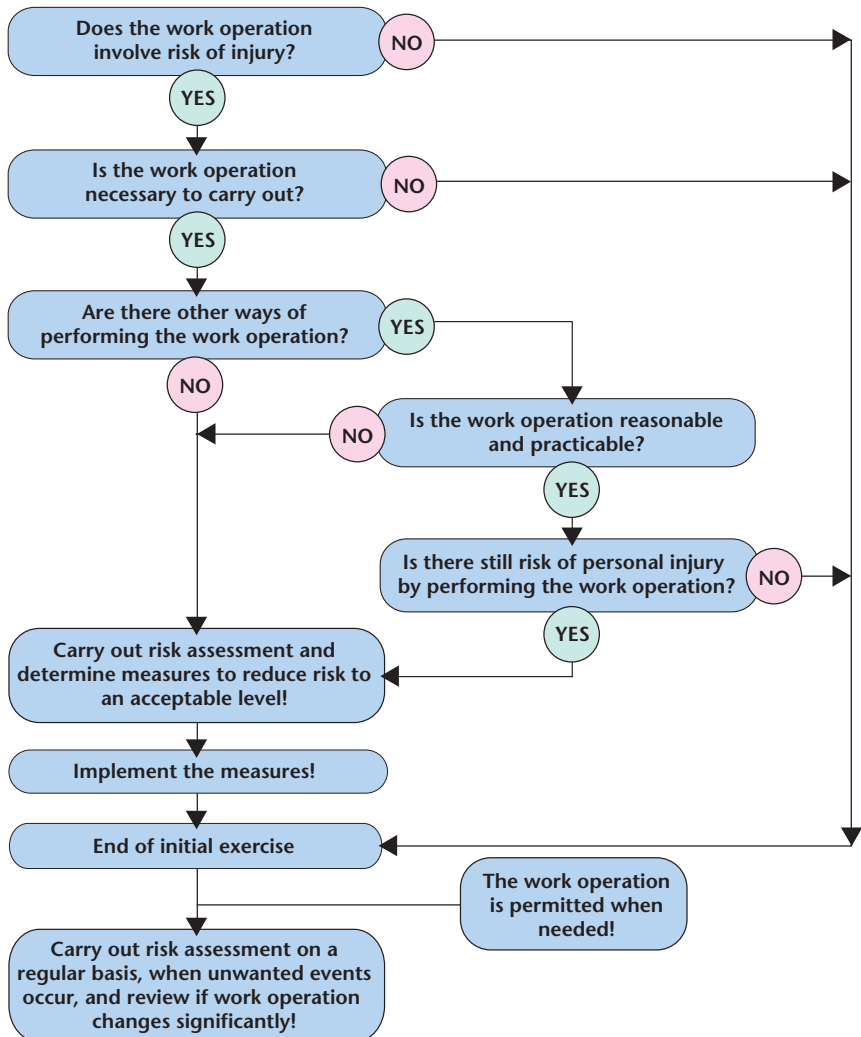 Does the work operation
involve risk of injury?
NO
YES
Is the work operation
necessary to carry out?
NO
YES
Are there other ways of
performing the work operation?
YES
NO
Is the work operation reasonable
and practicable?
NO
YES
Is there still risk of personal injury
by performing the work operation?
NO
YES
Carry out risk assessment and
determine measures to reduce risk to
an acceptable level!
Implement the measures!
End of initial exercise
The work operation
is permitted when
needed!
Carry out risk assessment on a
regular basis, when unwanted events
occur, and review if work operation
changes significantly!